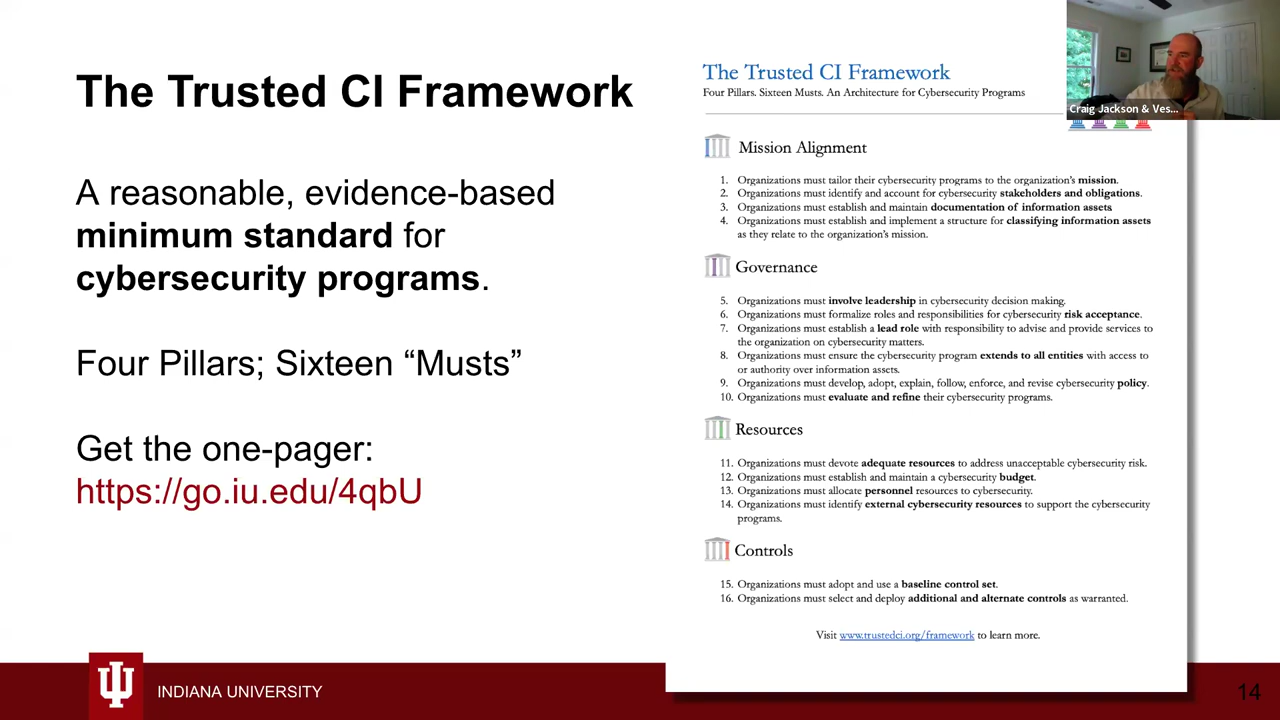 The Trusted CI Framework
A reasonable, evidence-based
minimum standard for
cybersecurity programs.
Four Pillars; Sixteen “Musts”
Get the one-pager:
https://go.iu.edu/4qbU
The Trusted CI Framework
Four Pillars. Sixteen Musts. An Architecture for Cybersecurity Programs
Mission Alignment
1. Organizations must tailor their cybersecurity programs to the organization’s mission.
2. Organizations must identify and account for cybersecurity stakeholders and obligations.
3. Organizations must establish and maintain documentation of information assets
4. Organizations must establish and implement a structure for classifying information assets
as they relate to the organization’s mission.
Governance
5. Organizations must involve leadership in cybersecurity decision making.
6. Organizations must formalize roles and responsibilities for cybersecurity risk acceptance.
7. Organizations must establish a lead role with responsibility to advise and provide services to
the organization on cybersecurity matters.
8. Organizations must ensure the cybersecurity program extends to all entities with access to
or authority over information assets.
9. Organizations must develop, adopt, explain, follow, enforce, and revise cybersecurity policy.
10. Organizations must evaluate and refine their cybersecurity programs.
Resources
11. Organizations must devote adequate resources to address unacceptable cybersecurity risk.
12. Organizations must establish and maintain a cybersecurity budget.
13. Organizations must allocate personnel resources to cybersecurity.
14. Organizations must identify external cybersecurity resources to support the cybersecurity
programs.
Controls
15. Organizations must adopt and use a baseline control set.
16. Organizations must select and deploy additional and alternate controls as warranted.
Visit www.trustedci.org/framework to learn more.
Craig Jackson & Ves...
INDIANA UNIVERSITY
14